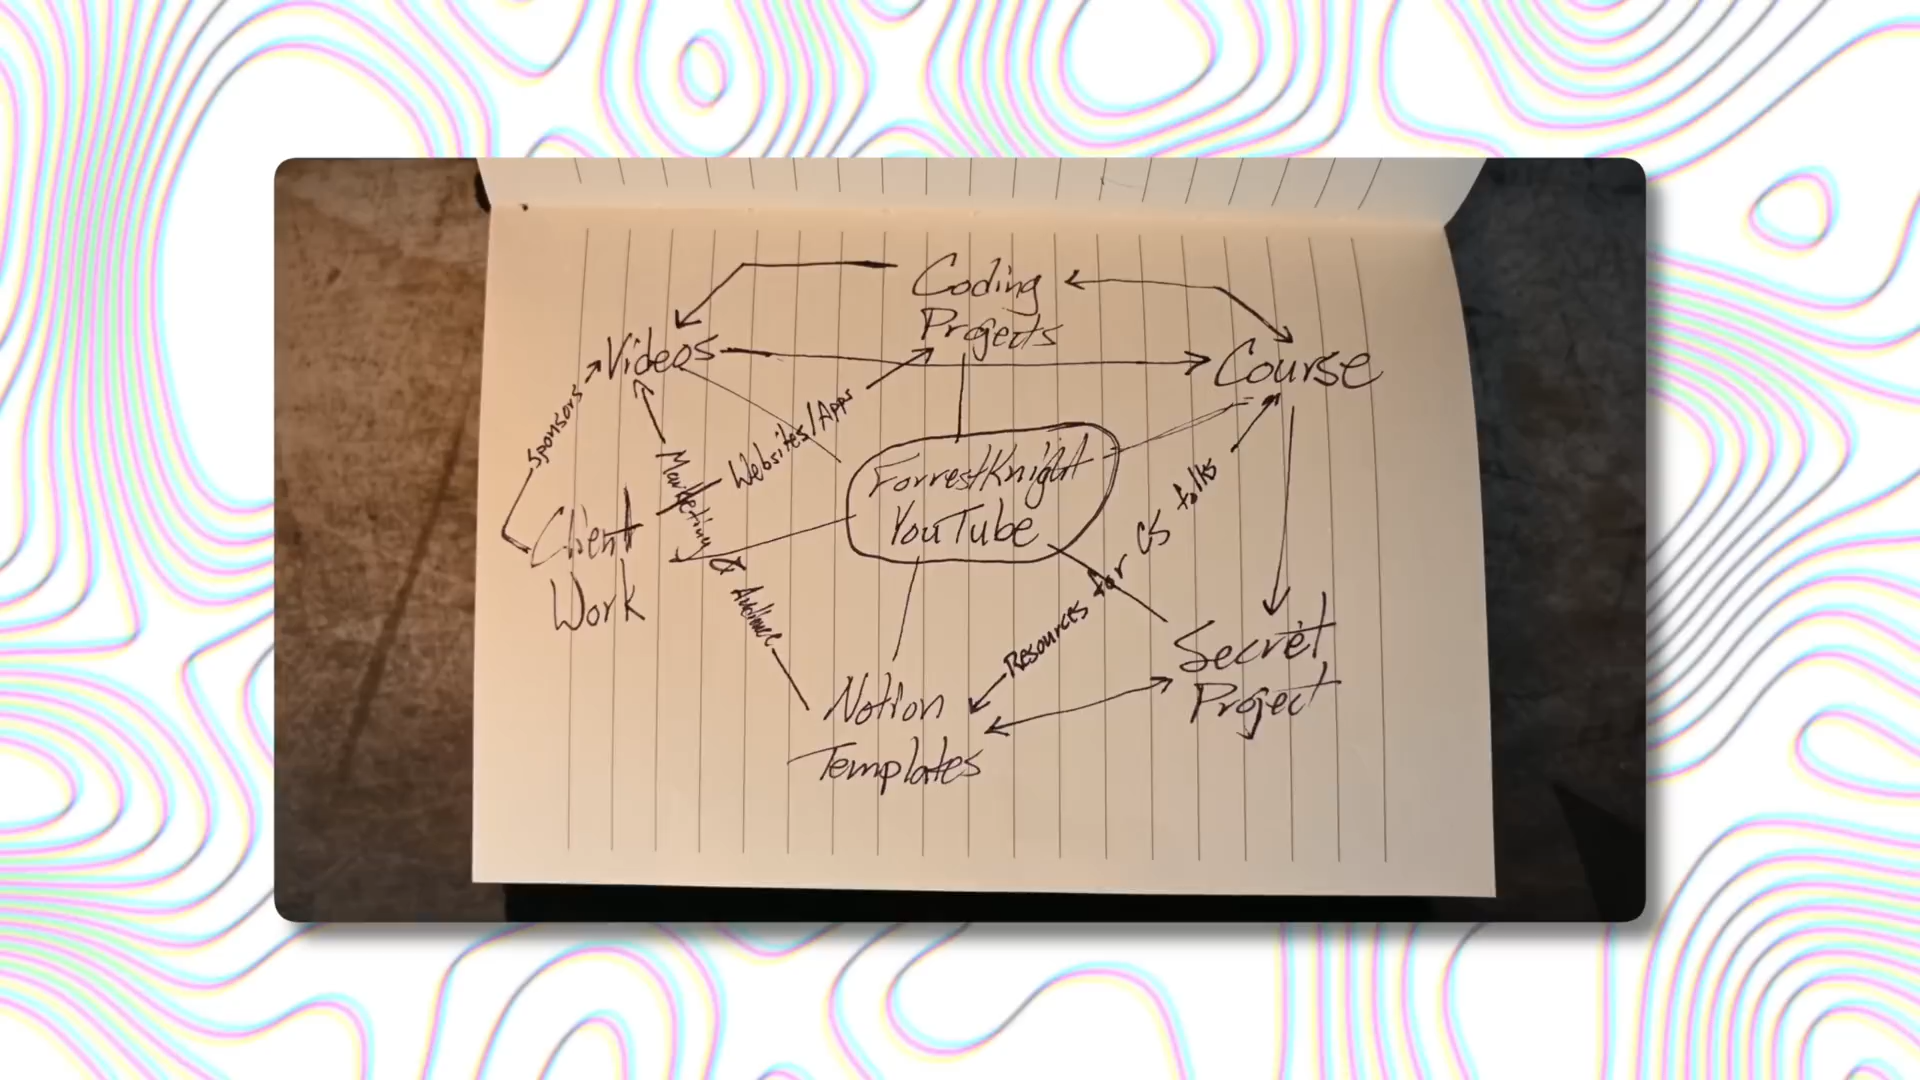 Coding
Projects
Videos
Course
Sponsors
Websites/Apps
Marketing & Audience
ForrestKnight
YouTube
Client
Work
Resources for CS folks
Secret
Project
Notion
Templates